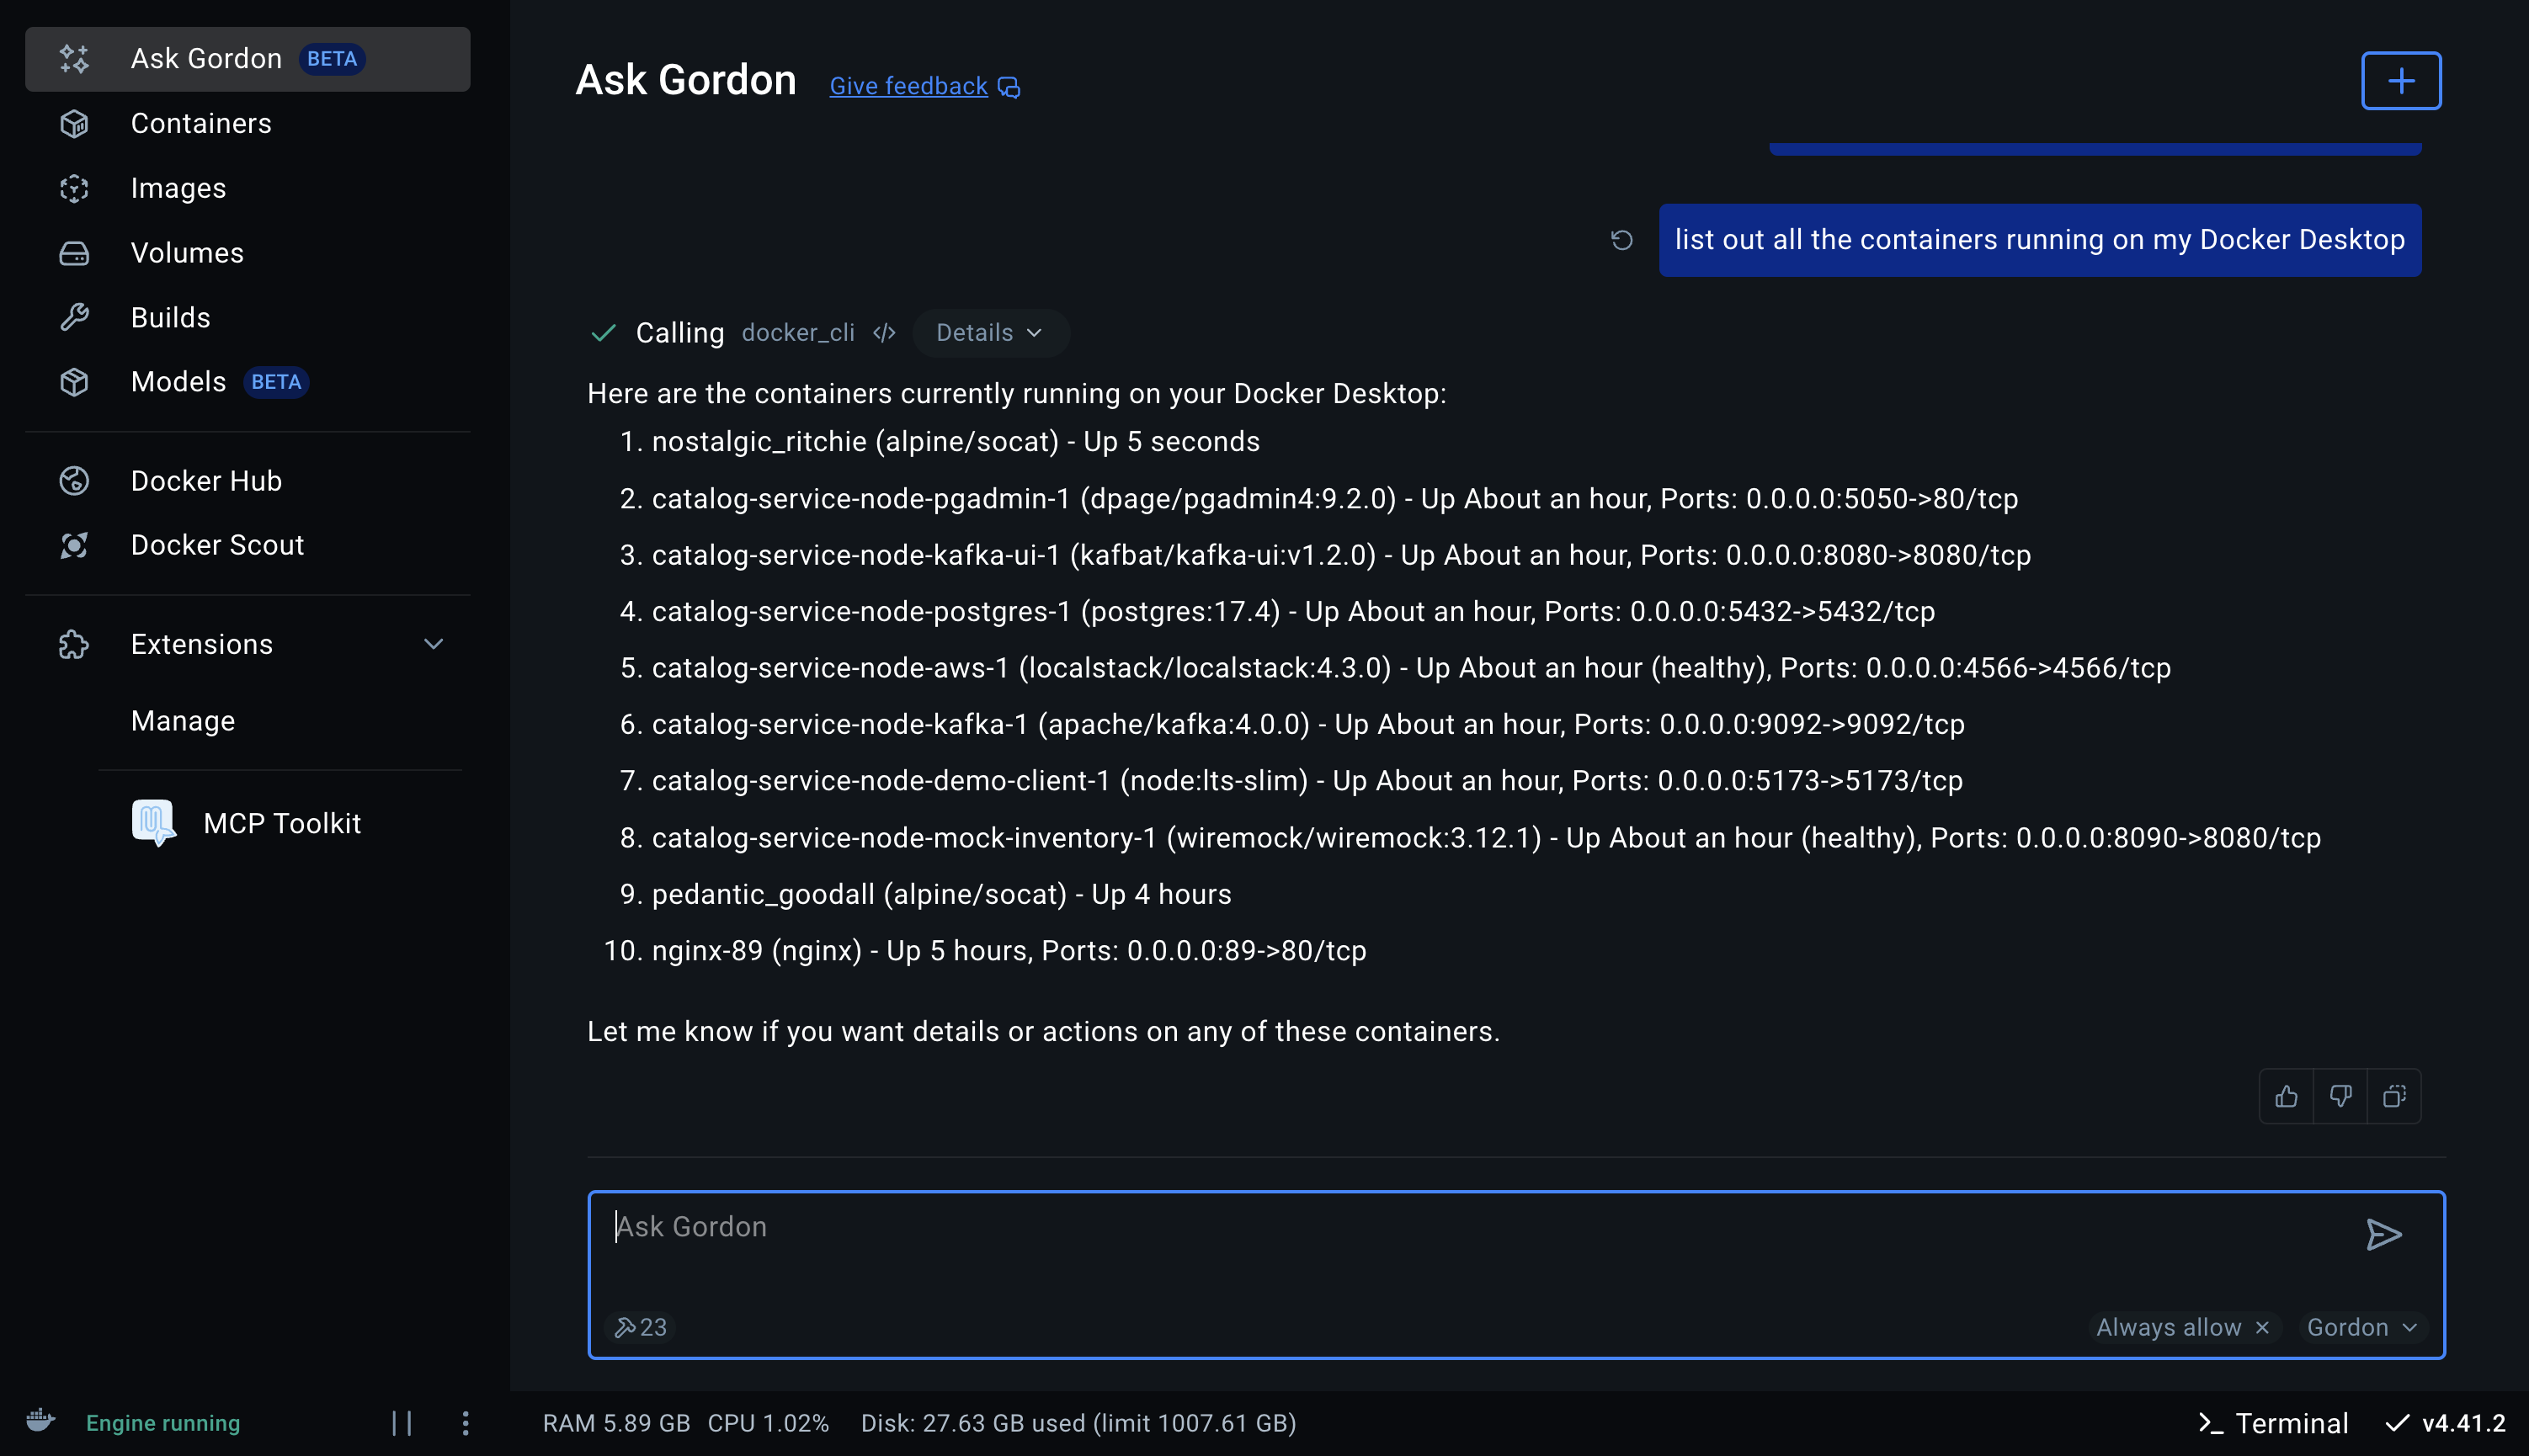 Ask Gordon BETA
Containers
Images
Volumes
Builds
Models BETA
Docker Hub
Docker Scout
Extensions
Manage
MCP Toolkit
Ask Gordon Give feedback
list out all the containers running on my Docker Desktop
Calling docker_cli </> Details
Here are the containers currently running on your Docker Desktop:
1. nostalgic_ritchie (alpine/socat) - Up 5 seconds
2. catalog-service-node-pgadmin-1 (dpage/pgadmin4:9.2.0) - Up About an hour, Ports: 0.0.0.0:5050->80/tcp
3. catalog-service-node-kafka-ui-1 (kafbat/kafka-ui:v1.2.0) - Up About an hour, Ports: 0.0.0.0:8080->8080/tcp
4. catalog-service-node-postgres-1 (postgres:17.4) - Up About an hour, Ports: 0.0.0.0:5432->5432/tcp
5. catalog-service-node-aws-1 (localstack/localstack:4.3.0) - Up About an hour (healthy), Ports: 0.0.0.0:4566->4566/tcp
6. catalog-service-node-kafka-1 (apache/kafka:4.0.0) - Up About an hour, Ports: 0.0.0.0:9092->9092/tcp
7. catalog-service-node-demo-client-1 (node:lts-slim) - Up About an hour, Ports: 0.0.0.0:5173->5173/tcp
8. catalog-service-node-mock-inventory-1 (wiremock/wiremock:3.12.1) - Up About an hour (healthy), Ports: 0.0.0.0:8090->8080/tcp
9. pedantic_goodall (alpine/socat) - Up 4 hours
10. nginx-89 (nginx) - Up 5 hours, Ports: 0.0.0.0:89->80/tcp
Let me know if you want details or actions on any of these containers.
Ask Gordon
23 Always allow × Gordon
Engine running RAM 5.89 GB CPU 1.02% Disk: 27.63 GB used (limit 1007.61 GB) >_ Terminal v4.41.2